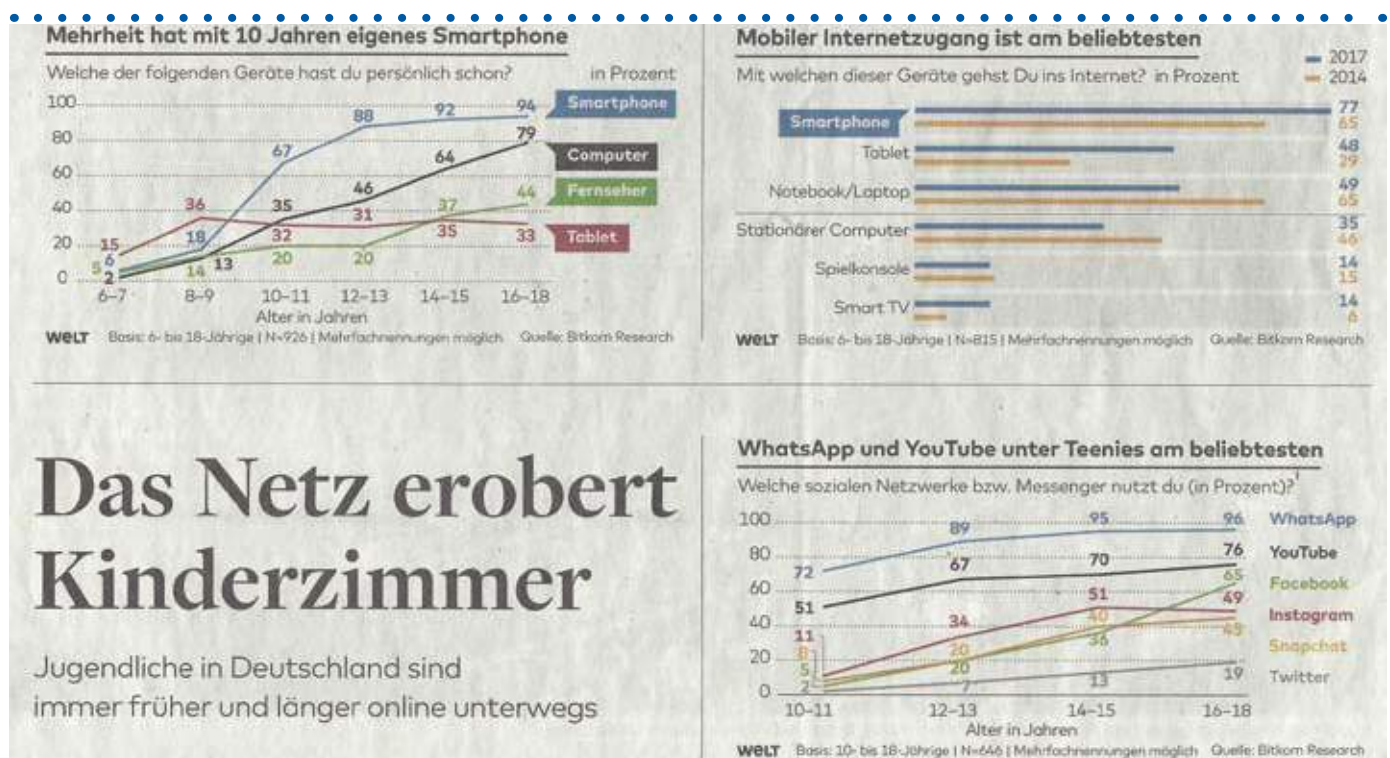 Mehrheit hat mit 10 Jahren eigenes Smartphone
Welche der folgenden Geräte hast du persönlich schon? in Prozent
100
80
60
40
20
0
15
6
5
2
36
18
14
13
67
35
32
20
88
46
31
20
92
64
37
35
94
79
44
33
Smartphone
Computer
Fernseher
Tablet
6–7 8–9 10–11 12–13 14–15 16–18
Alter in Jahren
WELT Basis: 6- bis 18-Jährige | N=926 | Mehrfachnennungen möglich Quelle: Bitkom Research
Mobiler Internetzugang ist am beliebtesten
Mit welchen dieser Geräte gehst Du ins Internet? in Prozent
2017
2014
Smartphone 77
65
Tablet 48
29
Notebook/Laptop 49
65
Stationärer Computer 35
46
Spielkonsole 14
15
Smart TV 14
6
WELT Basis: 6- bis 18-Jährige | N=815 | Mehrfachnennungen möglich Quelle: Bitkom Research
Das Netz erobert
Kinderzimmer
Jugendliche in Deutschland sind
immer früher und länger online unterwegs
WhatsApp und YouTube unter Teenies am beliebtesten
Welche sozialen Netzwerke bzw. Messenger nutzt du (in Prozent)?
100
80
60
40
20
0
72
51
11
8
5
2
89
67
34
20
20
7
95
70
51
40
36
13
96
76
65
49
45
19
WhatsApp
YouTube
Facebook
Instagram
Snapchat
Twitter
10–11 12–13 14–15 16–18
Alter in Jahren
WELT Basis: 10- bis 18-Jährige | N=646 | Mehrfachnennungen möglich Quelle: Bitkom Research